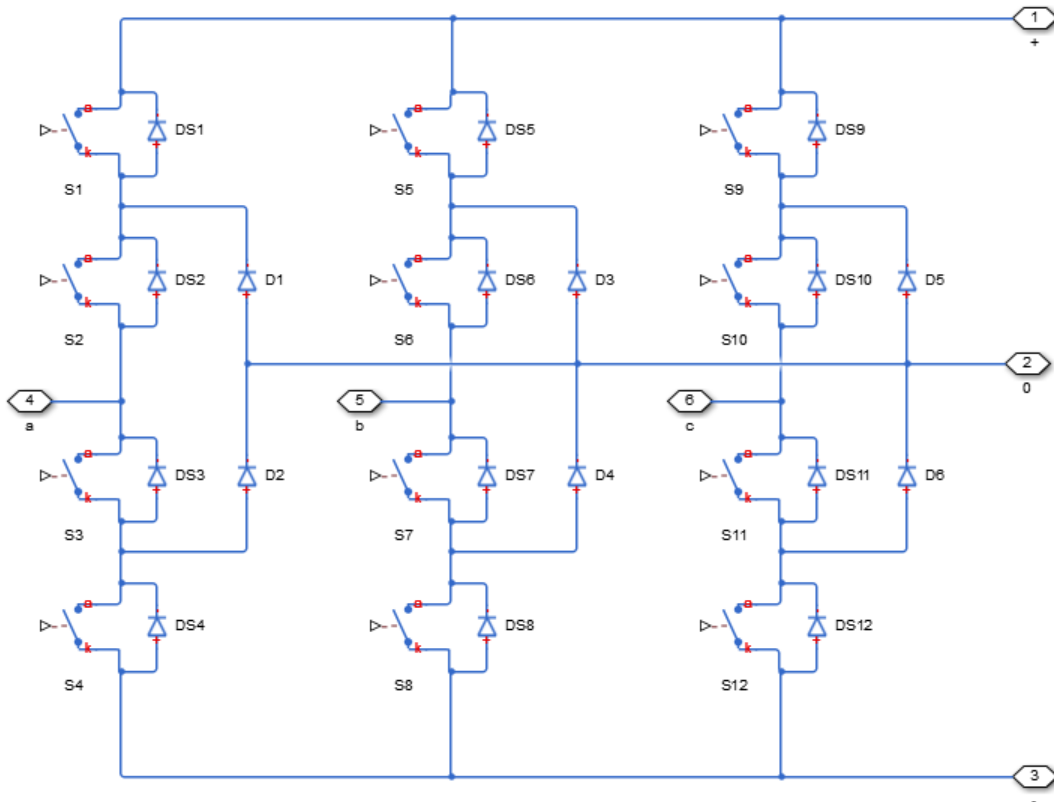 1
+
a
DS1
a
DS5
a
DS9
k
k
k
S1
S5
S9
a
DS2
D1
a
DS6
D3
a
DS10
D5
k
k
k
S2
S6
S10
2
0
4
a
5
b
6
c
a
DS3
D2
a
DS7
D4
a
DS11
D6
k
k
k
S3
S7
S11
a
DS4
a
DS8
a
DS12
k
k
k
S4
S8
S12
3